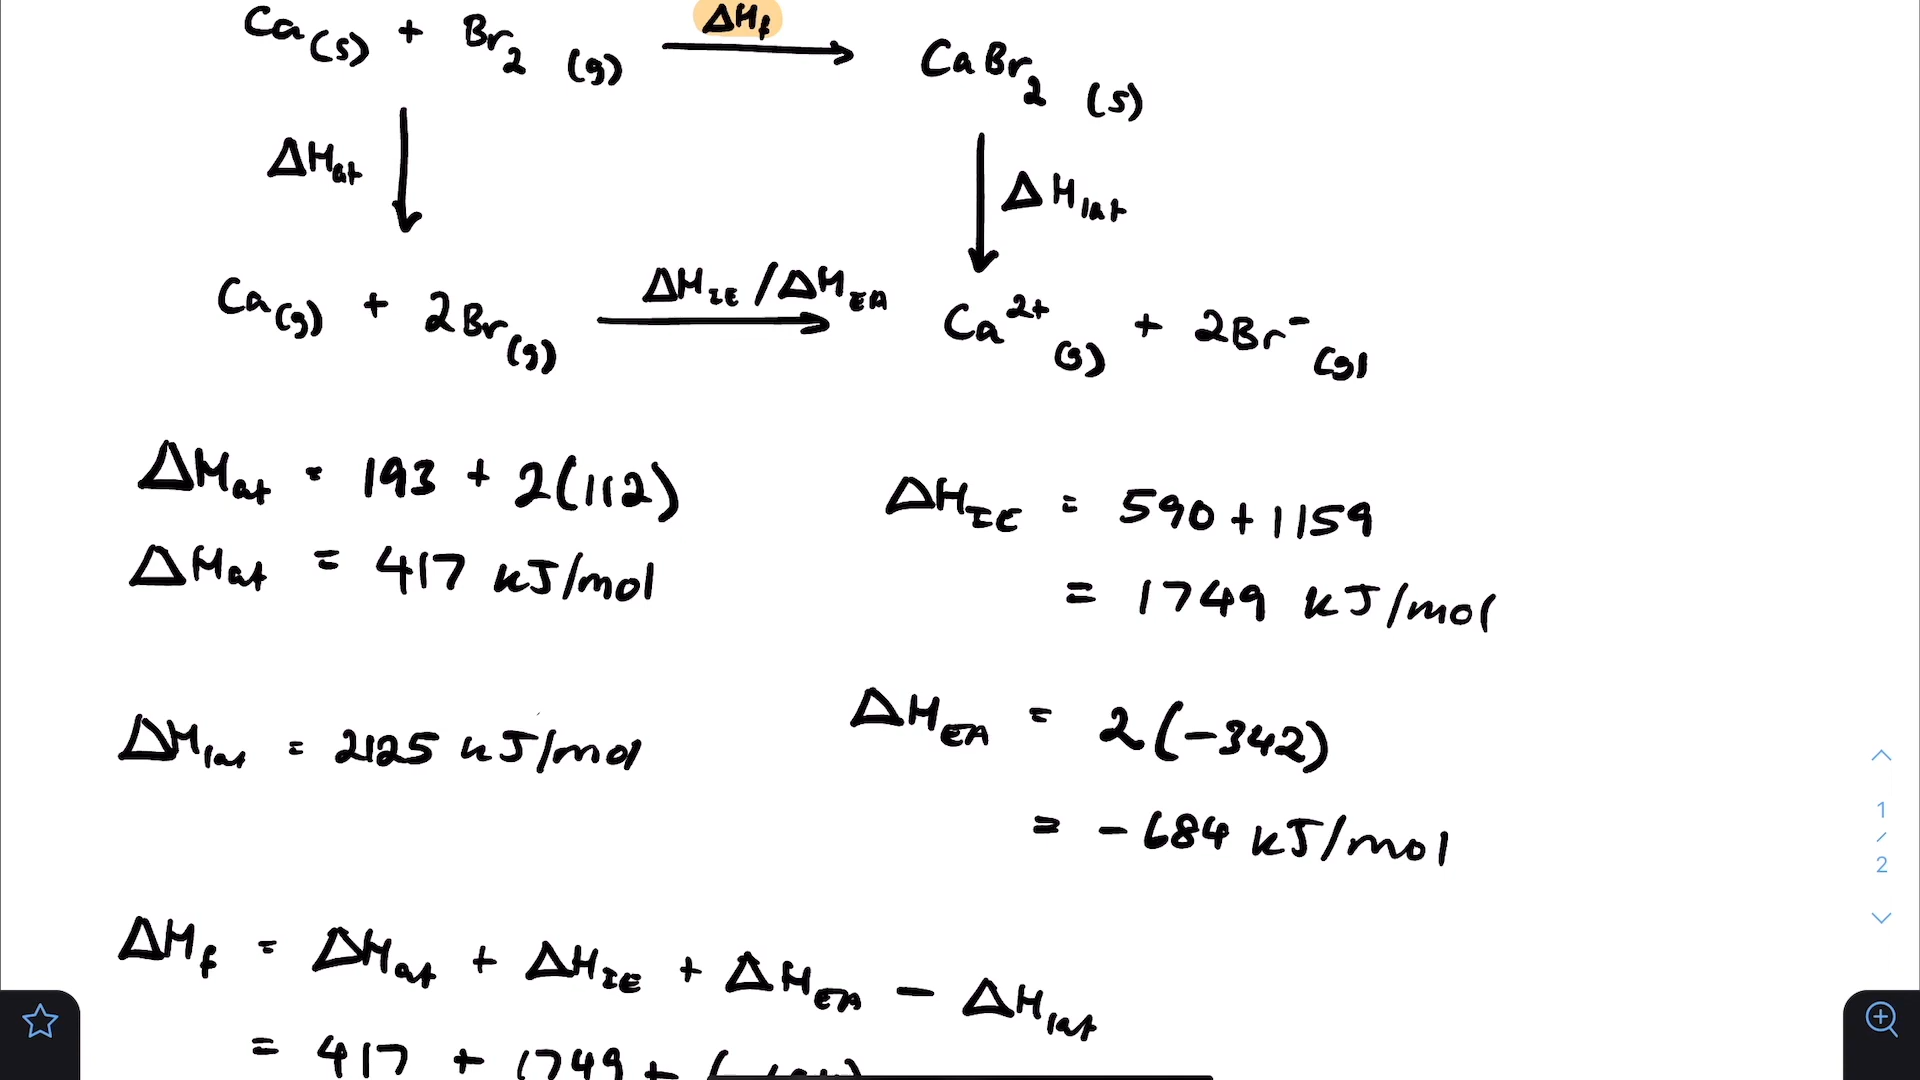 Ca(s) + Br2 (g) ΔHf CaBr2 (s)
ΔHat ΔHlat
Ca(g) + 2Br(g) ΔHIE / ΔHEA Ca2+(g) + 2Br-(g)
ΔHat = 193 + 2(112)
ΔHat = 417 kJ/mol
ΔHIE = 590 + 1159
= 1749 kJ/mol
ΔHlat = 2125 kJ/mol
ΔHEA = 2(-342)
= -684 kJ/mol
ΔHf = ΔHat + ΔHIE + ΔHEA - ΔHlat
= 417 + 1749 +
1
/
2